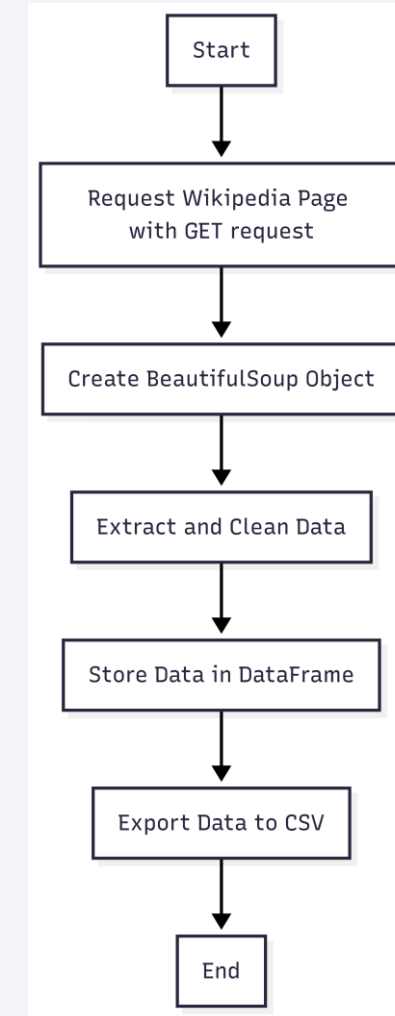 Start
Request Wikipedia Page
with GET request
Create BeautifulSoup Object
Extract and Clean Data
Store Data in DataFrame
Export Data to CSV
End